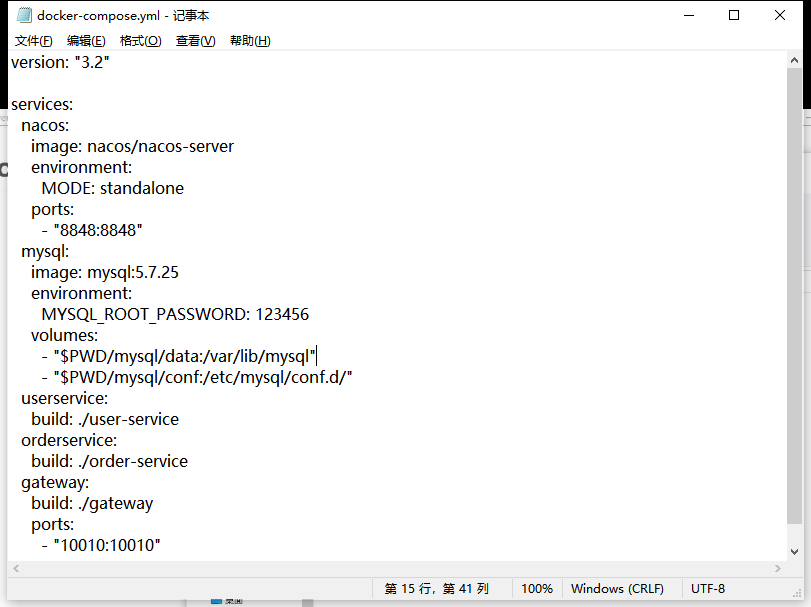 docker-compose.yml - 记事本
文件(F) 编辑(E) 格式(O) 查看(V) 帮助(H)
version: "3.2"

services:
  nacos:
    image: nacos/nacos-server
    environment:
      MODE: standalone
    ports:
      - "8848:8848"
  mysql:
    image: mysql:5.7.25
    environment:
      MYSQL_ROOT_PASSWORD: 123456
    volumes:
      - "$PWD/mysql/data:/var/lib/mysql"
      - "$PWD/mysql/conf:/etc/mysql/conf.d/"
  userservice:
    build: ./user-service
  orderservice:
    build: ./order-service
  gateway:
    build: ./gateway
    ports:
      - "10010:10010"
第 15 行，第 41 列 100% Windows (CRLF) UTF-8
桌面